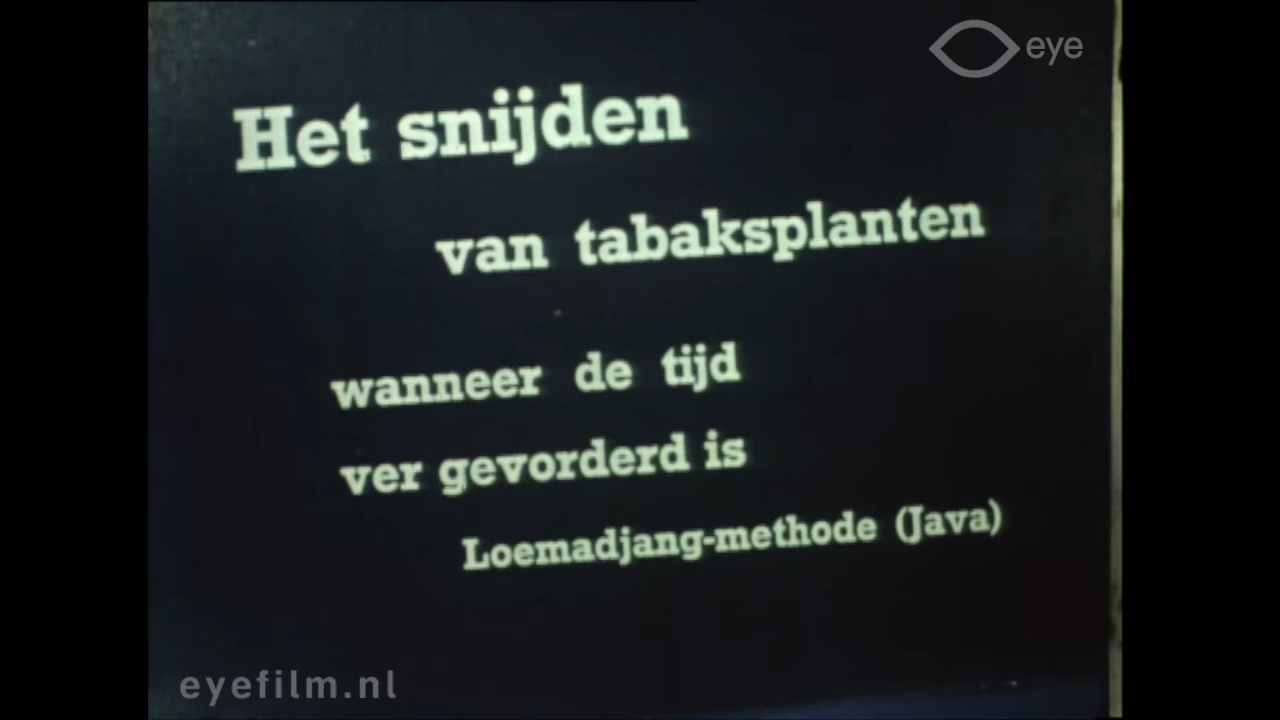 eye
Het snijden
van tabaksplanten
wanneer de tijd
ver gevorderd is
Loemadjang-methode (Java)
eyefilm.nl